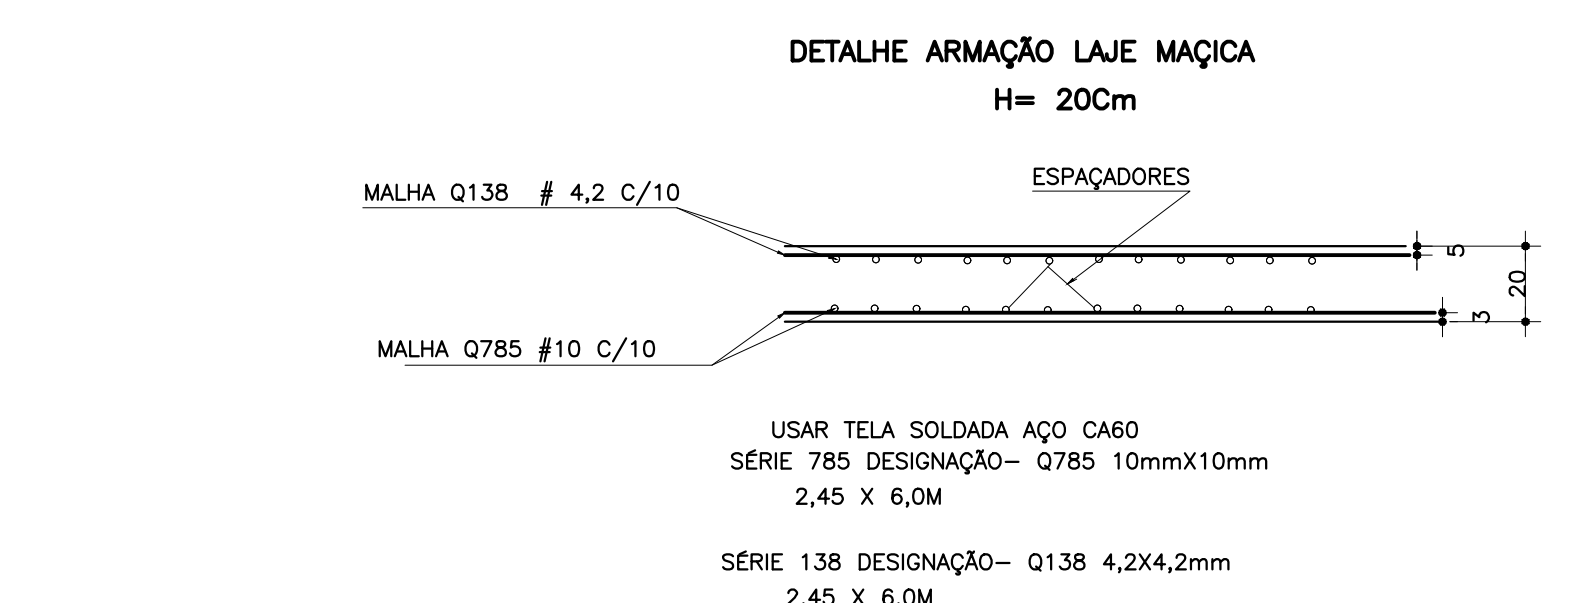 DETALHE ARMAÇÃO LAJE MAÇICA
H= 20Cm
ESPAÇADORES
MALHA Q138 # 4,2 C/10
5
20
3
MALHA Q785 #10 C/10
USAR TELA SOLDADA AÇO CA60
SÉRIE 785 DESIGNAÇÃO- Q785 10mmX10mm
2,45 X 6,0M
SÉRIE 138 DESIGNAÇÃO- Q138 4,2X4,2mm
2,45 X 6,0M